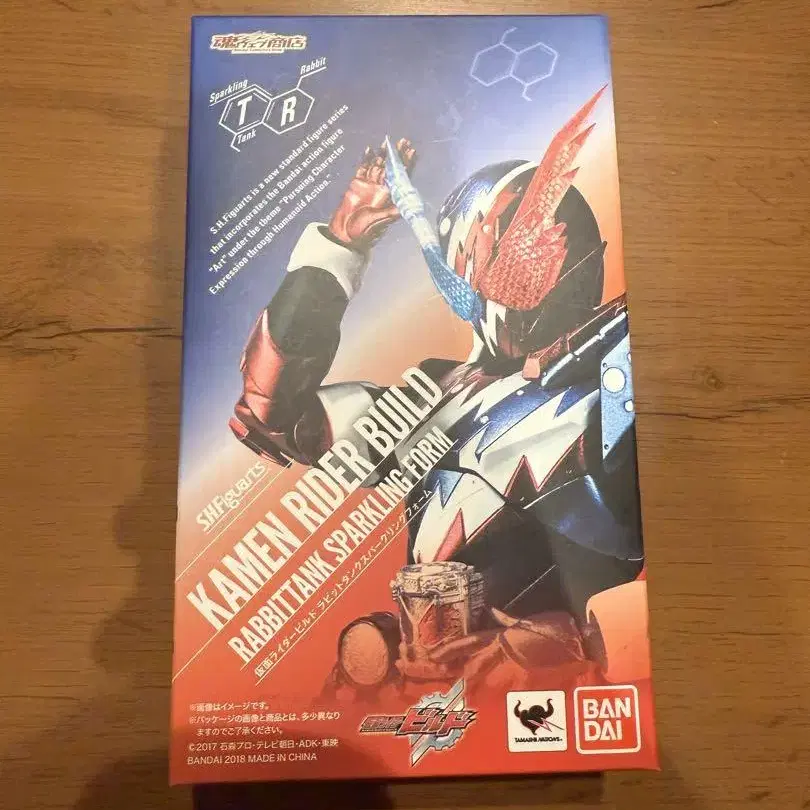 魂ウェブ商店
Sparkling
Rabbit
T
R
Tank
S.H.Figuarts is a new standard figure series
that incorporates the Bandai action figure
"Art" under the theme "Pursuing Character
Expression through Humanoid Action."
S.H.Figuarts
KAMEN RIDER BUILD
RABBITTANK SPARKLING FORM
仮面ライダービルド ラビットタンクスパークリングフォーム
※画像はイメージです。
※パッケージの画像と商品とは、多少異なり
ますのでご了承ください。
©2017 石森プロ・テレビ朝日・ADK・東映
BANDAI 2018 MADE IN CHINA
仮面ライダービルド
TAMASHII NATIONS
BAN
DAI